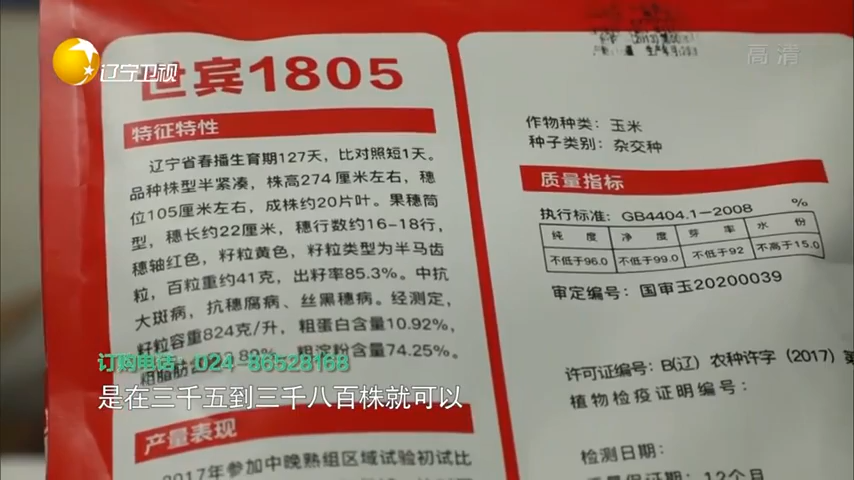 辽宁卫视
高清
世宾1805
特征特性
辽宁省春播生育期127天，比对照短1天。
品种株型半紧凑，株高274厘米左右，穗
位105厘米左右，成株约20片叶。果穗筒
型，穗长约22厘米，穗行数约16-18行，
穗轴红色，籽粒黄色，籽粒类型为半马齿
粒，百粒重约41克，出籽率85.3%。中抗
大斑病，抗穗腐病、丝黑穗病。经测定，
籽粒容重824克/升，粗蛋白含量10.92%，
粗淀粉含量74.25%。
产量表现
2017年参加中晚熟组区域试验初试比
作物种类：玉米
种子类别：杂交种
质量指标
执行标准：GB4404.1-2008 %
纯度 净度 芽率 水份
不低于96.0 不低于99.0 不低于92 不高于15.0
审定编号：国审玉20200039
许可证编号：B(辽）农种许字（2017）第
植物检疫证明编号：
检测日期：
质量保证期：12个月
订购电话：024-86528168
是在三千五到三千八百株就可以